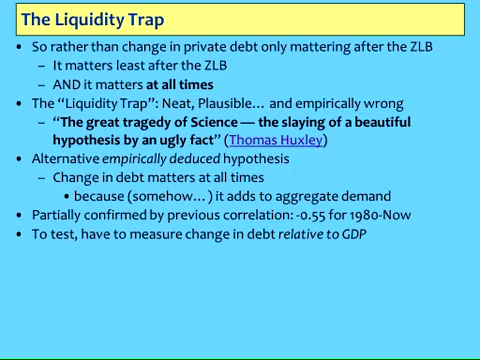 The Liquidity Trap
• So rather than change in private debt only mattering after the ZLB
– It matters least after the ZLB
– AND it matters at all times
• The “Liquidity Trap”: Neat, Plausible… and empirically wrong
– “The great tragedy of Science — the slaying of a beautiful
hypothesis by an ugly fact” (Thomas Huxley)
• Alternative empirically deduced hypothesis
– Change in debt matters at all times
• because (somehow…) it adds to aggregate demand
• Partially confirmed by previous correlation: -0.55 for 1980-Now
• To test, have to measure change in debt relative to GDP